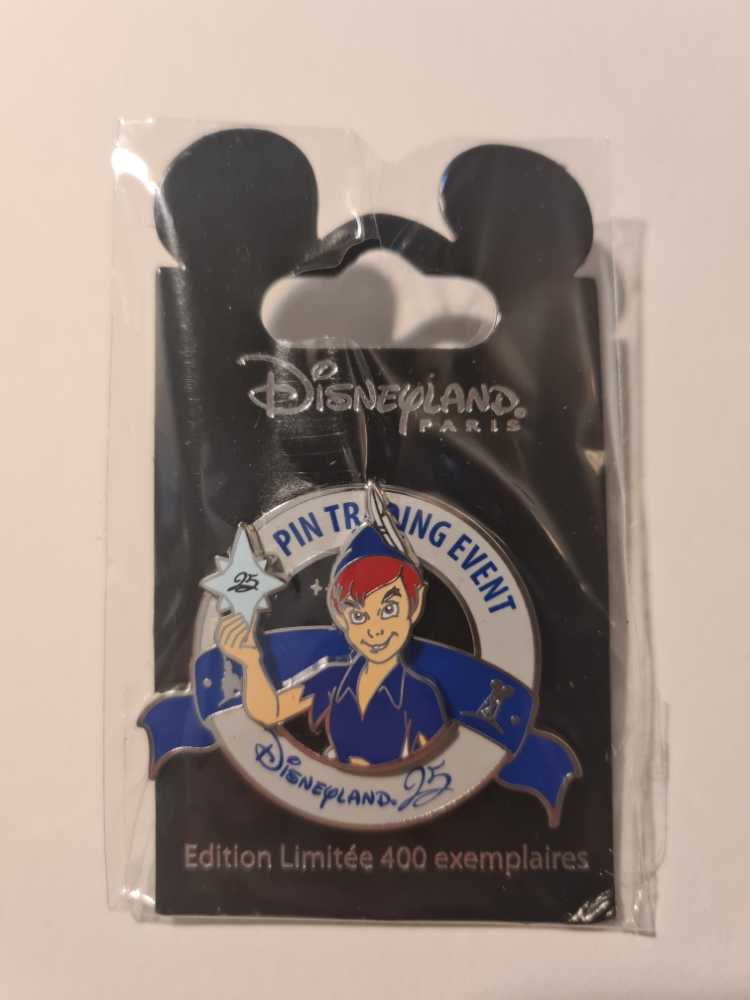 Disneyland®
PARIS
PIN TRADING EVENT
25
Disneyland® 25
Edition Limitée 400 exemplaires